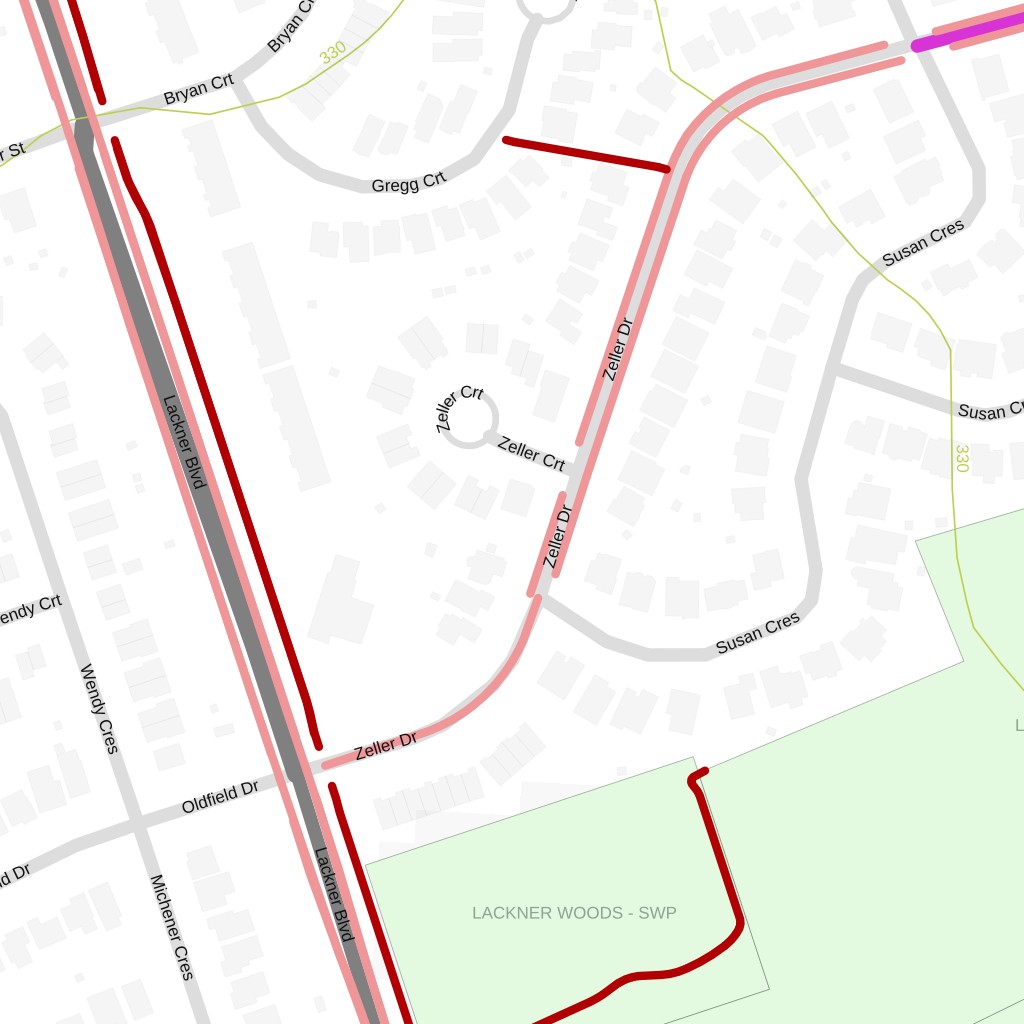 Bryan Crt
330
Bryan Crt
r St
Gregg Crt
Susan Cres
Zeller Dr
Lackner Blvd
Zeller Crt
Susan Cr
Zeller Crt
330
Zeller Dr
endy Crt
Susan Cres
Wendy Cres
L
Zeller Dr
Oldfield Dr
ld Dr
Lackner Blvd
Michener Cres
LACKNER WOODS - SWP